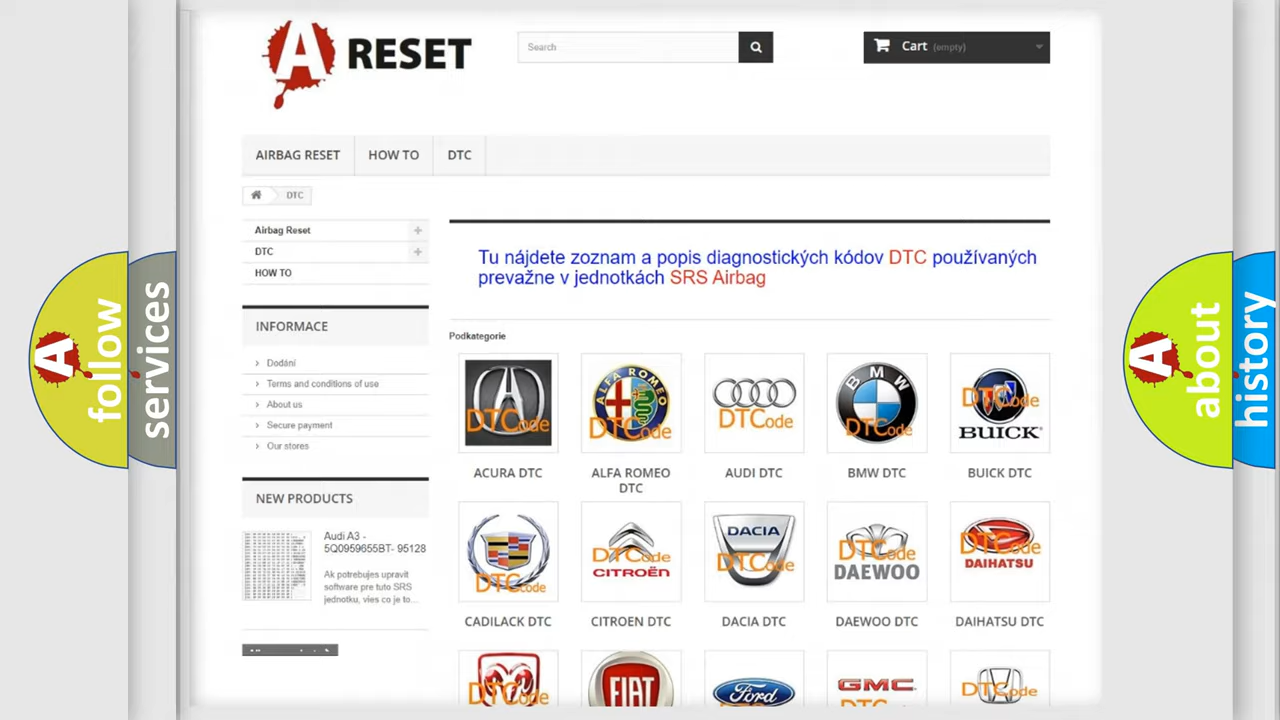 A RESET
Search
Cart (empty)
AIRBAG RESET
HOW TO
DTC
DTC
Airbag Reset
DTC
HOW TO
INFORMACE
Dodání
Terms and conditions of use
About us
Secure payment
Our stores
NEW PRODUCTS
Audi A3 -
5Q0959655BT- 95128
Ak potrebujes upravit
software pre tuto SRS
jednotku, vies co je to...
Tu nájdete zoznam a popis diagnostických kódov DTC používaných
prevažne v jednotkách SRS Airbag
Podkategorie
DTCode
ALFA ROMEO
DTCode
DTCode
BMW
DTCode
DTCode
BUICK
ACURA DTC
ALFA ROMEO
DTC
AUDI DTC
BMW DTC
BUICK DTC
DTCode
DTCode
CITROËN
DACIA
DTCode
DTCode
DAEWOO
DTCode
DAIHATSU
CADILACK DTC
CITROEN DTC
DACIA DTC
DAEWOO DTC
DAIHATSU DTC
DTCode
FIAT
Ford
GMC
DTCode
follow
services
about
history